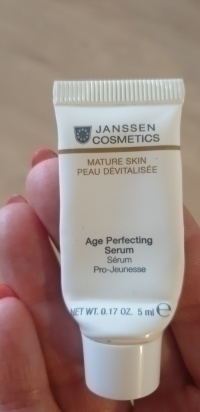 JANSSEN
COSMETICS
MATURE SKIN
PEAU DÉVITALISÉE
Age Perfecting
Serum
Sérum
Pro-Jeunesse
NET WT. 0.17 OZ. 5 ml ℮